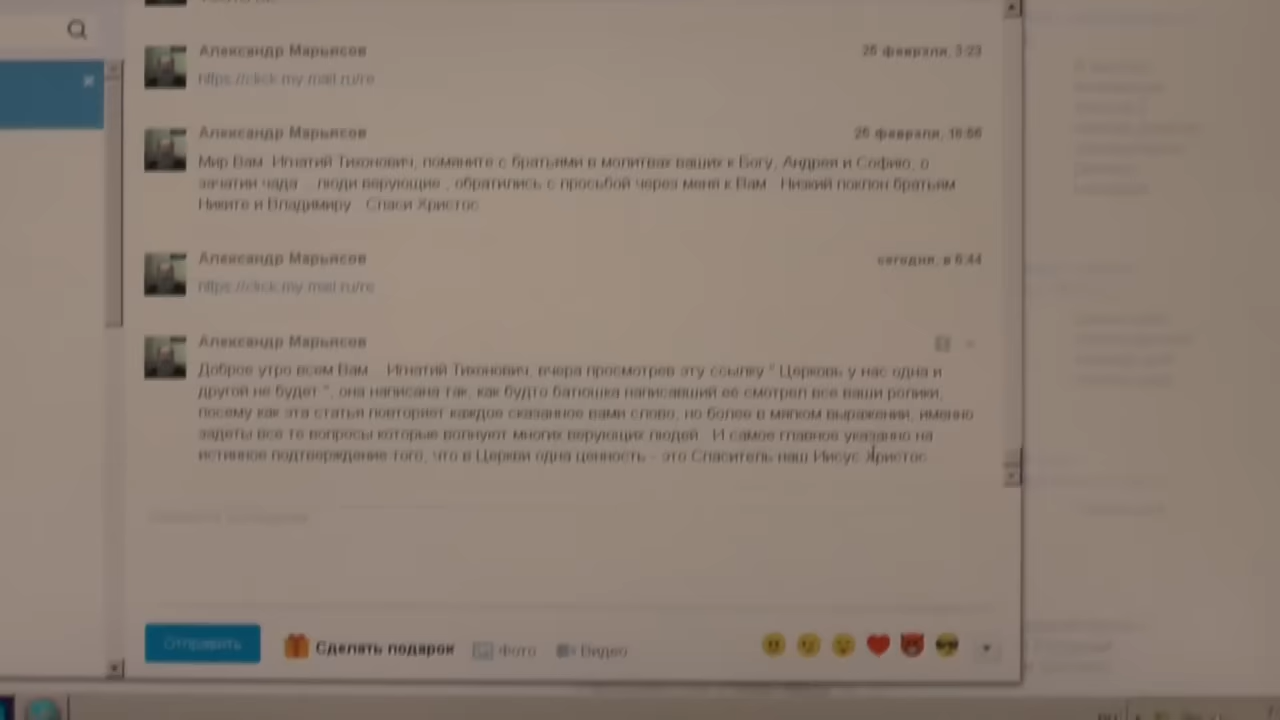 Александр Марьясов
26 февраля, 3:23
https://click.my.mail.ru/re
Александр Марьясов
26 февраля, 16:56
Мир Вам Игнатий Тихонович, помяните с братьями в молитвах ваших к Богу, Андрея и Софию, о
зачатии чада люди верующие , обратились с просьбой через меня к Вам Низкий поклон братьям
Никите и Владимиру Спаси Христос
Александр Марьясов
сегодня, в 6:44
https://click.my.mail.ru/re
Александр Марьясов
Доброе утро всем Вам Игнатий Тихонович, вчера просмотрев эту ссылку " Церковь у нас одна и
другой не будет ", она написана так, как будто батюшка написавший ее смотрел все ваши ролики,
посему как эта статья повторяет каждое сказанное вами слово, но более в мягком выражении, именно
задеты все те вопросы которые волнуют многих верующих людей И самое главное указанно на
истинное подтверждение того, что в Церкви одна ценность - это Спаситель наш Иисус Христос
Отправить
Сделать подарок
Фото
Видео